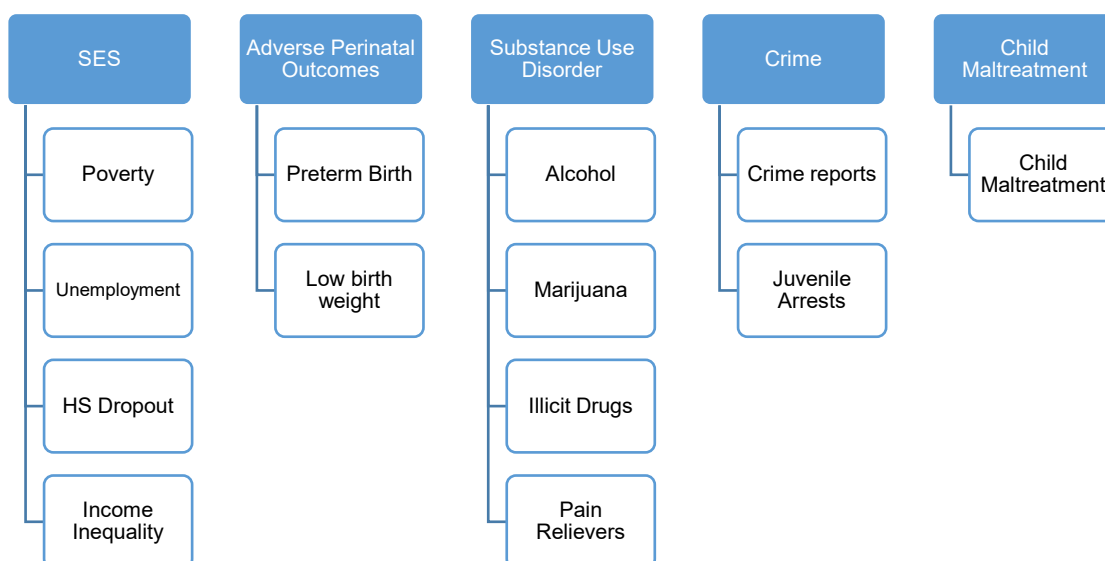 SES
Poverty
Unemployment
HS Dropout
Income
Inequality
Adverse Perinatal
Outcomes
Preterm Birth
Low birth
weight
Substance Use
Disorder
Alcohol
Marijuana
Illicit Drugs
Pain
Relievers
Crime
Crime reports
Juvenile
Arrests
Child
Maltreatment
Child
Maltreatment